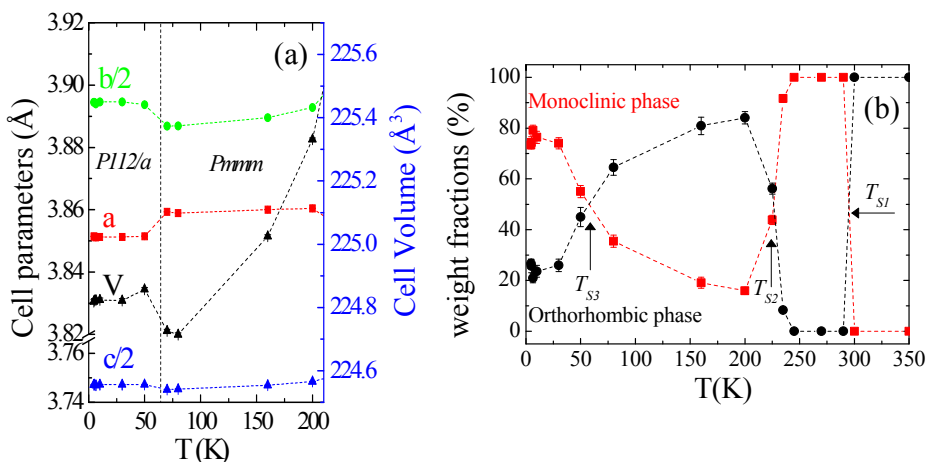 (a)
Cell parameters (Å)
3.92
3.90
3.88
3.86
3.84
3.82
3.76
3.74
b/2
P112/a
Pmmm
a
V
c/2
0
50
100
150
200
T(K)
225.6
225.4
225.2
225.0
224.8
224.6
Cell Volume (Å³)
(b)
weight fractions (%)
100
80
60
40
20
0
Monoclinic phase
T_S1
T_S3
T_S2
Orthorhombic phase
0
50
100
150
200
250
300
350
T(K)